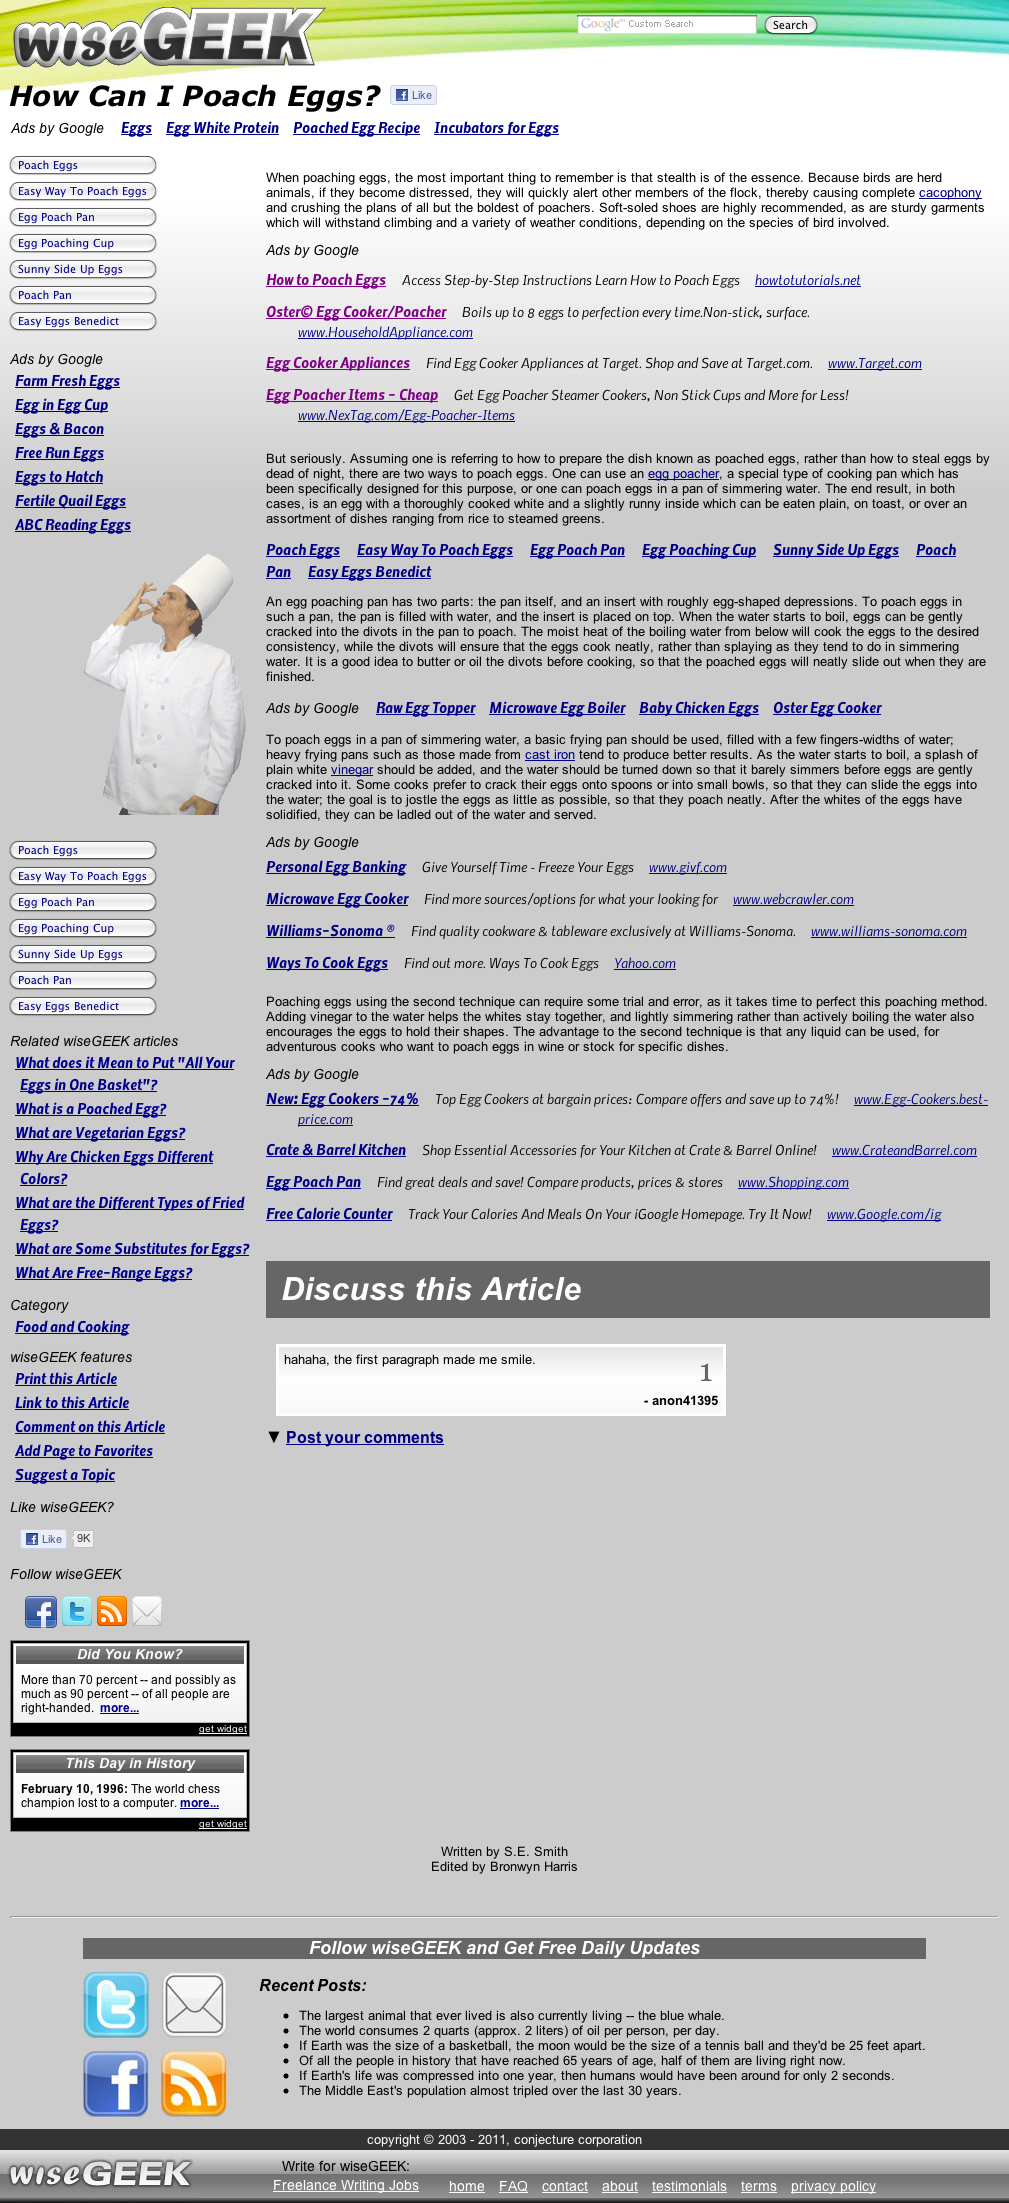 wiseGEEK
Google™ Custom Search
Search
How Can I Poach Eggs?
Like
Ads by Google Eggs Egg White Protein Poached Egg Recipe Incubators for Eggs
Poach Eggs
Easy Way To Poach Eggs
Egg Poach Pan
Egg Poaching Cup
Sunny Side Up Eggs
Poach Pan
Easy Eggs Benedict
Ads by Google
Farm Fresh Eggs
Egg in Egg Cup
Eggs & Bacon
Free Run Eggs
Eggs to Hatch
Fertile Quail Eggs
ABC Reading Eggs
Poach Eggs
Easy Way To Poach Eggs
Egg Poach Pan
Egg Poaching Cup
Sunny Side Up Eggs
Poach Pan
Easy Eggs Benedict
Related wiseGEEK articles
What does it Mean to Put "All Your
Eggs in One Basket"?
What is a Poached Egg?
What are Vegetarian Eggs?
Why Are Chicken Eggs Different
Colors?
What are the Different Types of Fried
Eggs?
What are Some Substitutes for Eggs?
What Are Free-Range Eggs?
Category
Food and Cooking
wiseGEEK features
Print this Article
Link to this Article
Comment on this Article
Add Page to Favorites
Suggest a Topic
Like wiseGEEK?
Like 9K
Follow wiseGEEK
Did You Know?
More than 70 percent -- and possibly as
much as 90 percent -- of all people are
right-handed. more...
get widget
This Day in History
February 10, 1996: The world chess
champion lost to a computer. more...
get widget
When poaching eggs, the most important thing to remember is that stealth is of the essence. Because birds are herd
animals, if they become distressed, they will quickly alert other members of the flock, thereby causing complete cacophony
and crushing the plans of all but the boldest of poachers. Soft-soled shoes are highly recommended, as are sturdy garments
which will withstand climbing and a variety of weather conditions, depending on the species of bird involved.
Ads by Google
How to Poach Eggs Access Step-by-Step Instructions Learn How to Poach Eggs howtotutorials.net
Oster© Egg Cooker/Poacher Boils up to 8 eggs to perfection every time.Non-stick, surface.
www.HouseholdAppliance.com
Egg Cooker Appliances Find Egg Cooker Appliances at Target. Shop and Save at Target.com. www.Target.com
Egg Poacher Items - Cheap Get Egg Poacher Steamer Cookers, Non Stick Cups and More for Less!
www.NexTag.com/Egg-Poacher-Items
But seriously. Assuming one is referring to how to prepare the dish known as poached eggs, rather than how to steal eggs by
dead of night, there are two ways to poach eggs. One can use an egg poacher, a special type of cooking pan which has
been specifically designed for this purpose, or one can poach eggs in a pan of simmering water. The end result, in both
cases, is an egg with a thoroughly cooked white and a slightly runny inside which can be eaten plain, on toast, or over an
assortment of dishes ranging from rice to steamed greens.
Poach Eggs Easy Way To Poach Eggs Egg Poach Pan Egg Poaching Cup Sunny Side Up Eggs Poach
Pan Easy Eggs Benedict
An egg poaching pan has two parts: the pan itself, and an insert with roughly egg-shaped depressions. To poach eggs in
such a pan, the pan is filled with water, and the insert is placed on top. When the water starts to boil, eggs can be gently
cracked into the divots in the pan to poach. The moist heat of the boiling water from below will cook the eggs to the desired
consistency, while the divots will ensure that the eggs cook neatly, rather than splaying as they tend to do in simmering
water. It is a good idea to butter or oil the divots before cooking, so that the poached eggs will neatly slide out when they are
finished.
Ads by Google Raw Egg Topper Microwave Egg Boiler Baby Chicken Eggs Oster Egg Cooker
To poach eggs in a pan of simmering water, a basic frying pan should be used, filled with a few fingers-widths of water;
heavy frying pans such as those made from cast iron tend to produce better results. As the water starts to boil, a splash of
plain white vinegar should be added, and the water should be turned down so that it barely simmers before eggs are gently
cracked into it. Some cooks prefer to crack their eggs onto spoons or into small bowls, so that they can slide the eggs into
the water; the goal is to jostle the eggs as little as possible, so that they poach neatly. After the whites of the eggs have
solidified, they can be ladled out of the water and served.
Ads by Google
Personal Egg Banking Give Yourself Time - Freeze Your Eggs www.givf.com
Microwave Egg Cooker Find more sources/options for what your looking for www.webcrawler.com
Williams-Sonoma ® Find quality cookware & tableware exclusively at Williams-Sonoma. www.williams-sonoma.com
Ways To Cook Eggs Find out more. Ways To Cook Eggs Yahoo.com
Poaching eggs using the second technique can require some trial and error, as it takes time to perfect this poaching method.
Adding vinegar to the water helps the whites stay together, and lightly simmering rather than actively boiling the water also
encourages the eggs to hold their shapes. The advantage to the second technique is that any liquid can be used, for
adventurous cooks who want to poach eggs in wine or stock for specific dishes.
Ads by Google
New: Egg Cookers -74% Top Egg Cookers at bargain prices: Compare offers and save up to 74%! www.Egg-Cookers.best-
price.com
Crate & Barrel Kitchen Shop Essential Accessories for Your Kitchen at Crate & Barrel Online! www.CrateandBarrel.com
Egg Poach Pan Find great deals and save! Compare products, prices & stores www.Shopping.com
Free Calorie Counter Track Your Calories And Meals On Your iGoogle Homepage. Try It Now! www.Google.com/ig
Discuss this Article
hahaha, the first paragraph made me smile.
1
- anon41395
▼ Post your comments
Written by S.E. Smith
Edited by Bronwyn Harris
Follow wiseGEEK and Get Free Daily Updates
Recent Posts:
• The largest animal that ever lived is also currently living -- the blue whale.
• The world consumes 2 quarts (approx. 2 liters) of oil per person, per day.
• If Earth was the size of a basketball, the moon would be the size of a tennis ball and they'd be 25 feet apart.
• Of all the people in history that have reached 65 years of age, half of them are living right now.
• If Earth's life was compressed into one year, then humans would have been around for only 2 seconds.
• The Middle East's population almost tripled over the last 30 years.
copyright © 2003 - 2011, conjecture corporation
wiseGEEK
Write for wiseGEEK:
Freelance Writing Jobs home FAQ contact about testimonials terms privacy policy